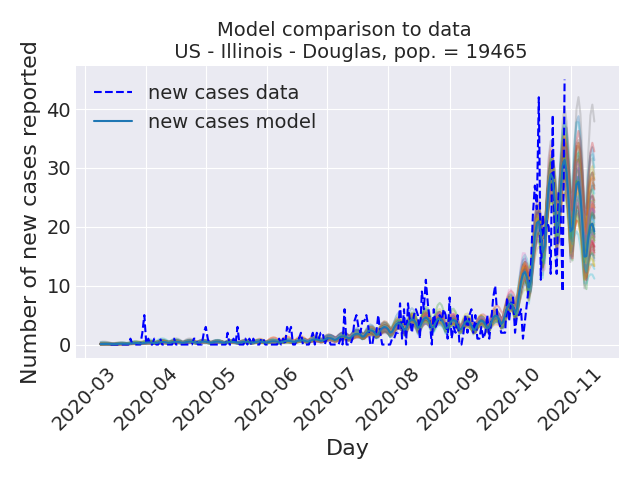 Model comparison to data
US - Illinois - Douglas, pop. = 19465
Number of new cases reported
40
30
20
10
0
new cases data
new cases model
2020-03
2020-04
2020-05
2020-06
2020-07
2020-08
2020-09
2020-10
2020-11
Day